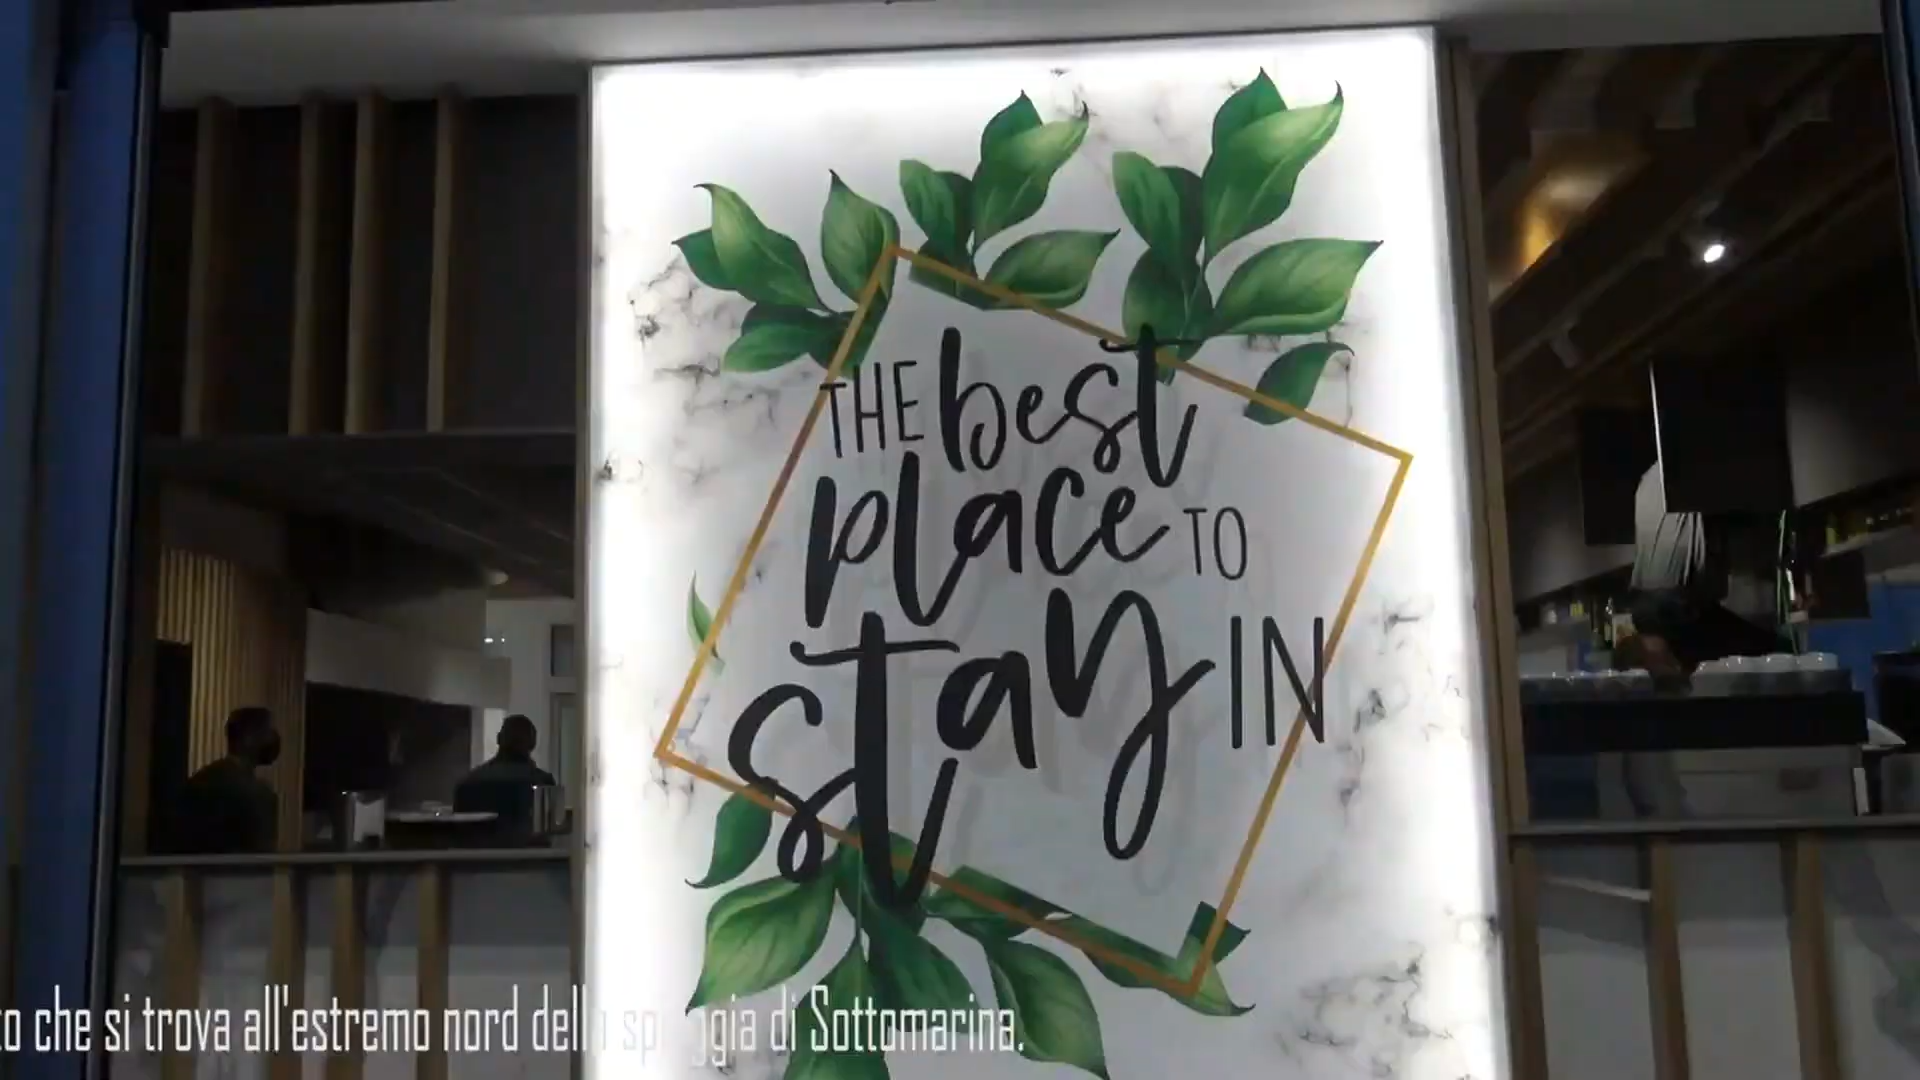 THE best
place TO
stay IN
che si trova all'estremo nord della spiaggia di Sottomarina.